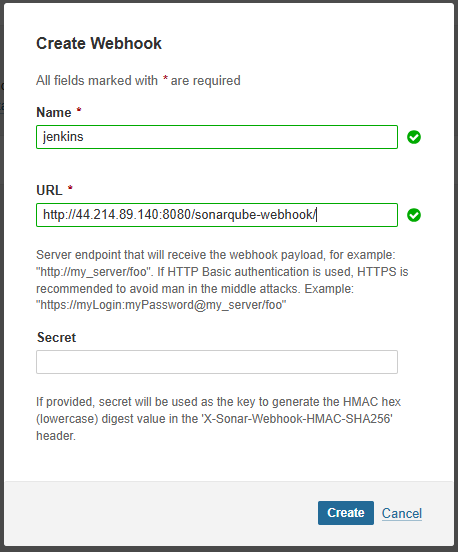 Create Webhook
All fields marked with * are required
Name *
jenkins
URL *
http://44.214.89.140:8080/sonarqube-webhook/
Server endpoint that will receive the webhook payload, for example:
"http://my_server/foo". If HTTP Basic authentication is used, HTTPS is
recommended to avoid man in the middle attacks. Example:
"https://myLogin:myPassword@my_server/foo"
Secret
If provided, secret will be used as the key to generate the HMAC hex
(lowercase) digest value in the 'X-Sonar-Webhook-HMAC-SHA256'
header.
Create Cancel